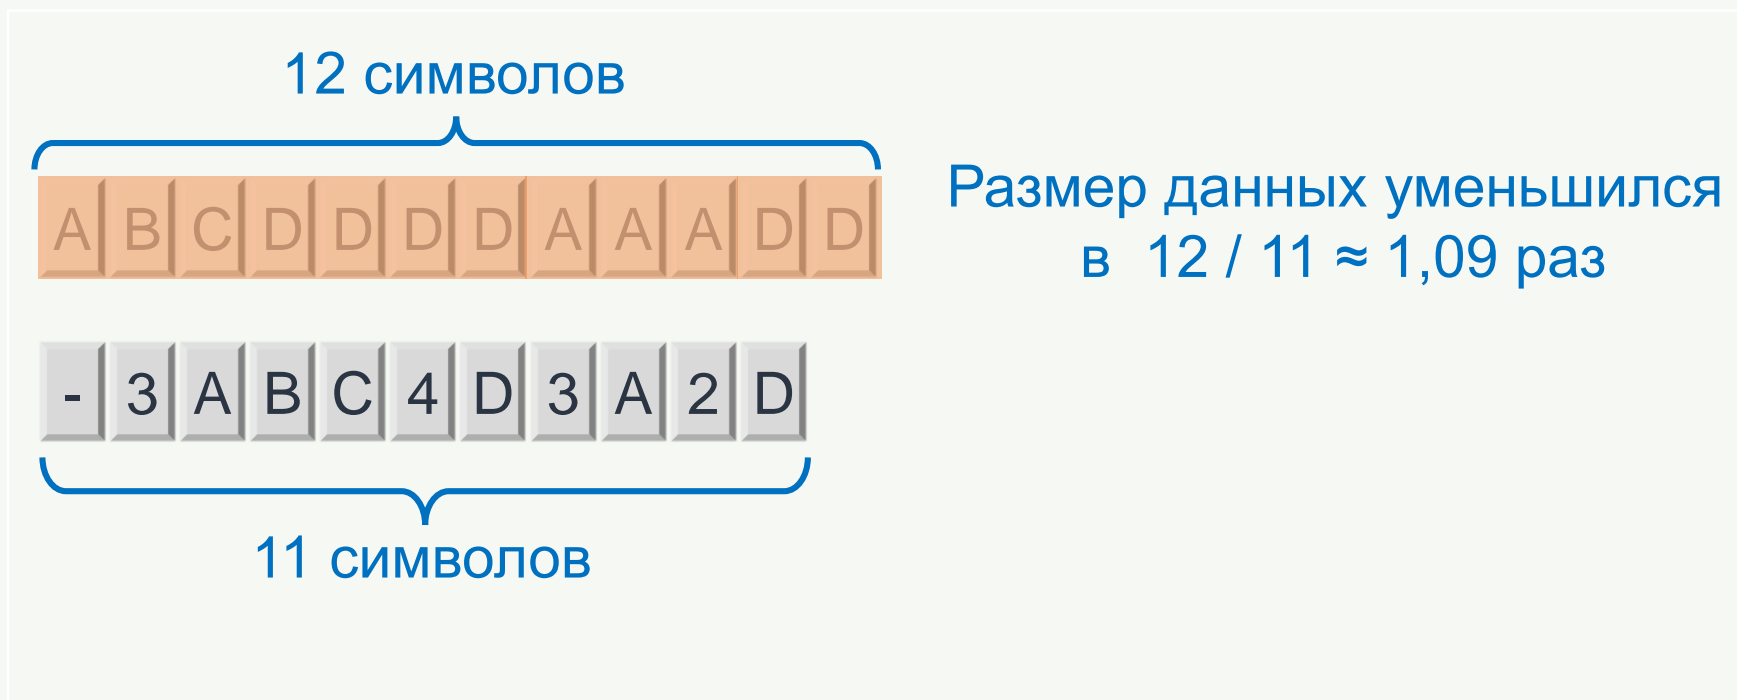 12 символов
A B C D D D D A A A D D
Размер данных уменьшился
в 12 / 11 ≈ 1,09 раз
- 3 A B C 4 D 3 A 2 D
11 символов